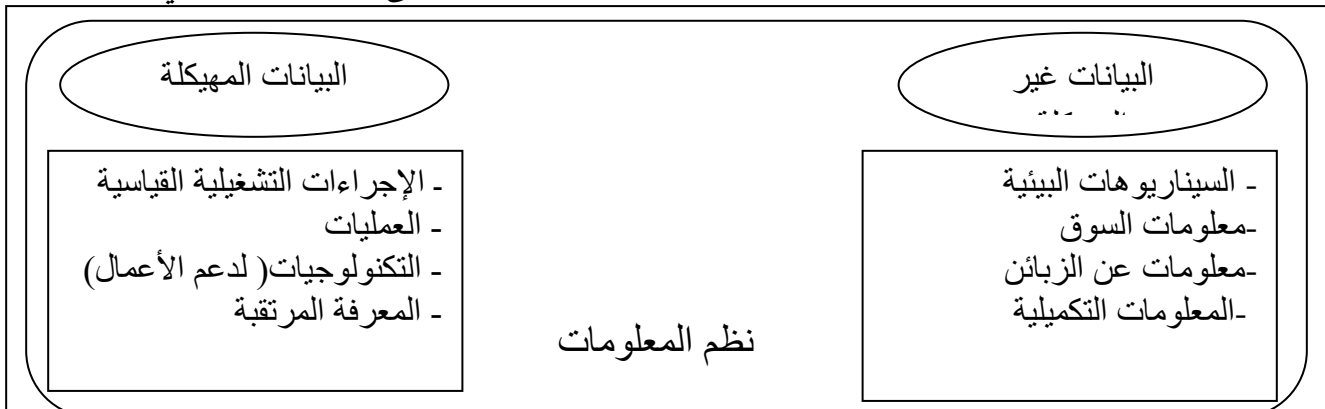 البيانات غير
البيانات المهيكلة
- السيناريوهات البيئية
-معلومات السوق
-معلومات عن الزبائن
-المعلومات التكميلية
- الإجراءات التشغيلية القياسية
- العمليات
- التكنولوجيات( لدعم الأعمال)
- المعرفة المرتقبة
نظم المعلومات